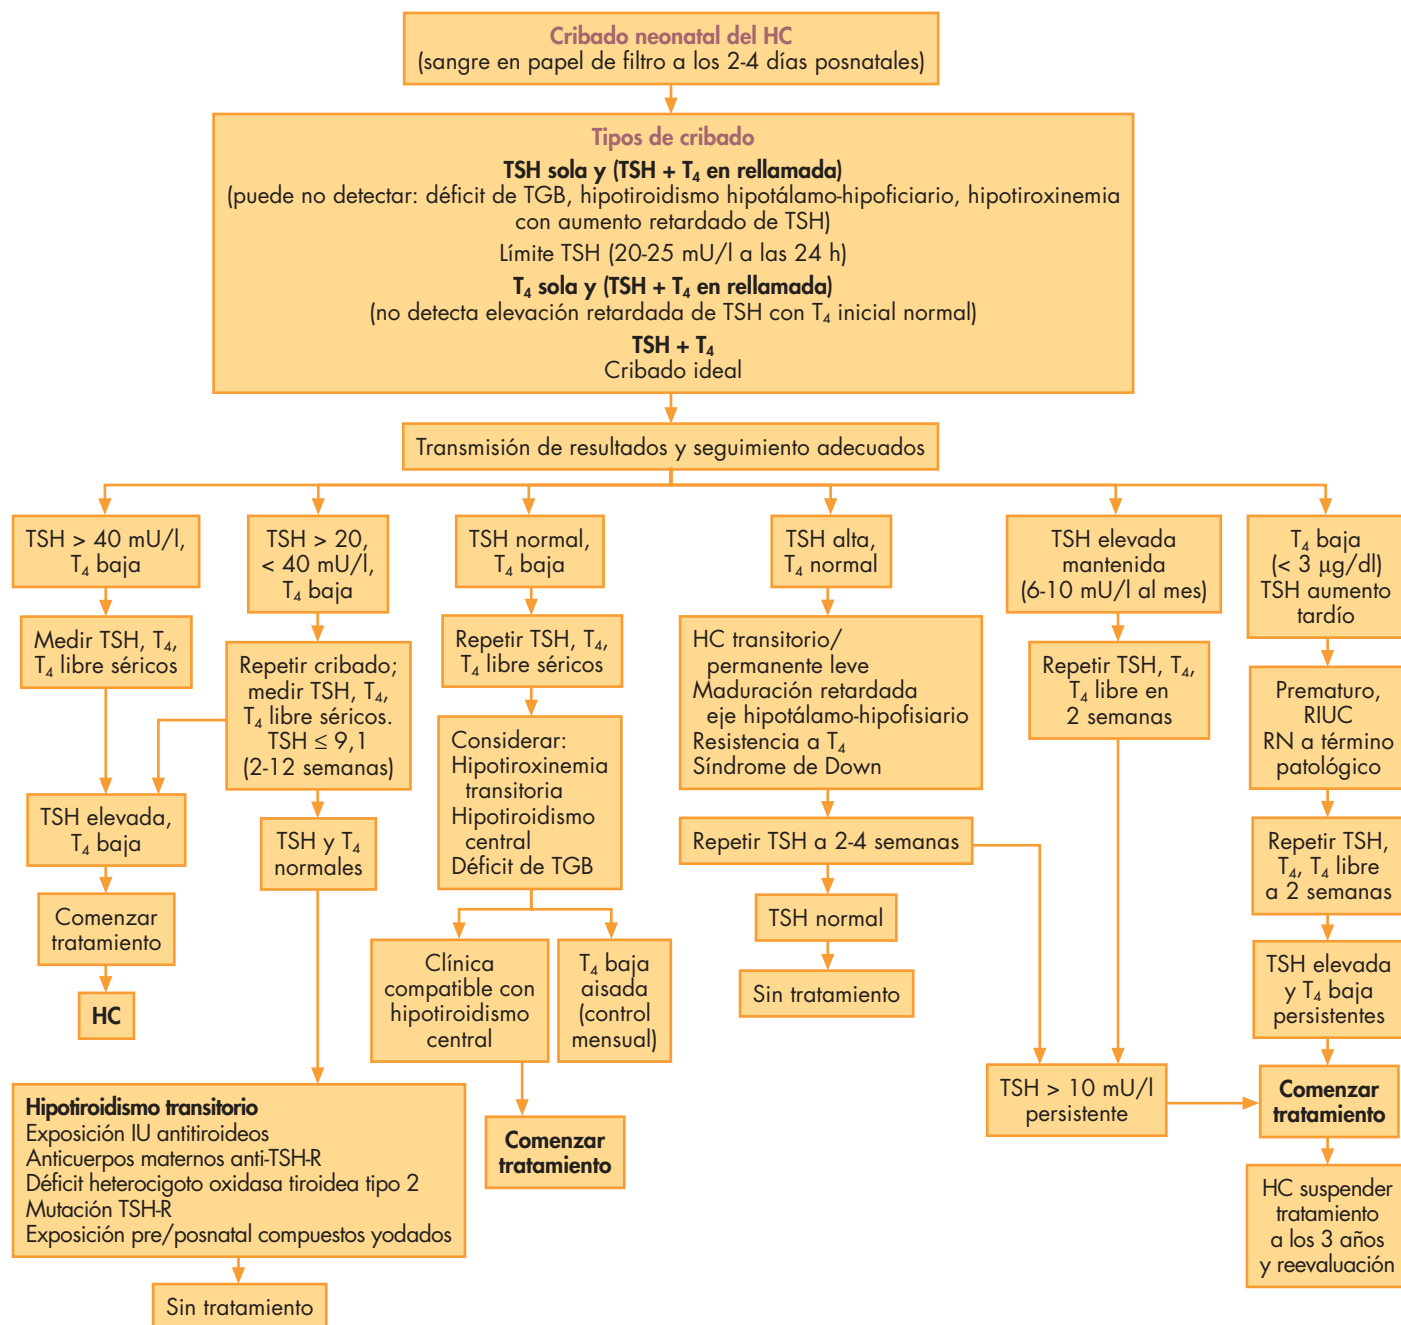 Cribado neonatal del HC
(sangre en papel de filtro a los 2-4 días posnatales)
Tipos de cribado
TSH sola y (TSH + T₄ en rellamada)
(puede no detectar: déficit de TGB, hipotiroidismo hipotálamo-hipoficiario, hipotiroxinemia
con aumento retardado de TSH)
Límite TSH (20-25 mU/l a las 24 h)
T₄ sola y (TSH + T₄ en rellamada)
(no detecta elevación retardada de TSH con T₄ inicial normal)
TSH + T₄
Cribado ideal
Transmisión de resultados y seguimiento adecuados
TSH > 40 mU/l,
T₄ baja
Medir TSH, T₄,
T₄ libre séricos
TSH elevada,
T₄ baja
Comenzar
tratamiento
HC
TSH > 20,
< 40 mU/l,
T₄ baja
Repetir cribado;
medir TSH, T₄,
T₄ libre séricos.
TSH ≤ 9,1
(2-12 semanas)
TSH y T₄
normales
Hipotiroidismo transitorio
Exposición IU antitiroideos
Anticuerpos maternos anti-TSH-R
Déficit heterocigoto oxidasa tiroidea tipo 2
Mutación TSH-R
Exposición pre/posnatal compuestos yodados
Sin tratamiento
TSH normal,
T₄ baja
Repetir TSH, T₄,
T₄ libre séricos
Considerar:
Hipotiroxinemia
transitoria
Hipotiroidismo
central
Déficit de TGB
Clínica
compatible con
hipotiroidismo
central
T₄ baja
aisada
(control
mensual)
Comenzar
tratamiento
TSH alta,
T₄ normal
HC transitorio/
permanente leve
Maduración retardada
eje hipotálamo-hipofisiario
Resistencia a T₄
Síndrome de Down
Repetir TSH a 2-4 semanas
TSH normal
Sin tratamiento
TSH elevada
mantenida
(6-10 mU/l al mes)
Repetir TSH, T₄,
T₄ libre en
2 semanas
TSH > 10 mU/l
persistente
T₄ baja
(< 3 µg/dl)
TSH aumento
tardío
Prematuro,
RIUC
RN a término
patológico
Repetir TSH,
T₄, T₄ libre
a 2 semanas
TSH elevada
y T₄ baja
persistentes
Comenzar
tratamiento
HC suspender
tratamiento
a los 3 años
y reevaluación